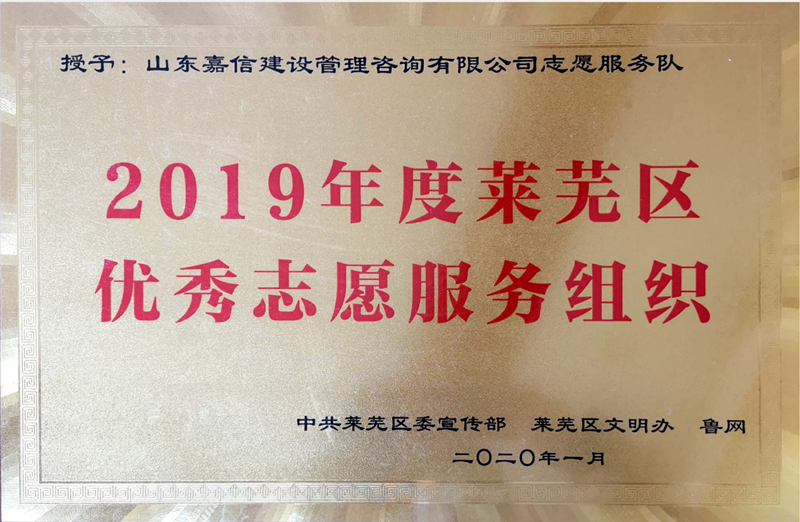 授予：山东嘉信建设管理咨询有限公司志愿服务队
2019年度莱芜区
优秀志愿服务组织
中共莱芜区委宣传部 莱芜区文明办 鲁网
二〇二〇年一月